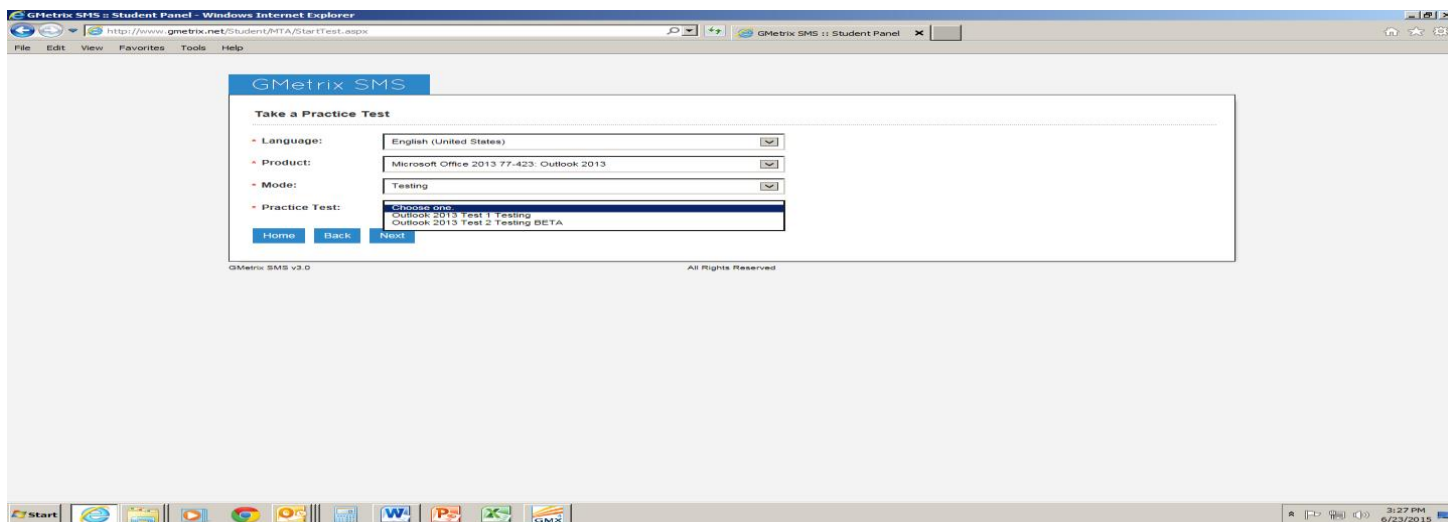 GMetrix SMS :: Student Panel - Windows Internet Explorer
http://www.gmetrix.net/Student/MTA/StartTest.aspx
GMetrix SMS :: Student Panel
File Edit View Favorites Tools Help
GMetrix SMS
Take a Practice Test
* Language: English (United States)
* Product: Microsoft Office 2013 77-423: Outlook 2013
* Mode: Testing
* Practice Test: Choose one.
Outlook 2013 Test 1 Testing
Outlook 2013 Test 2 Testing BETA
Home Back Next
GMetrix SMS v3.0 All Rights Reserved
Start GMX 3:27 PM
6/23/2015